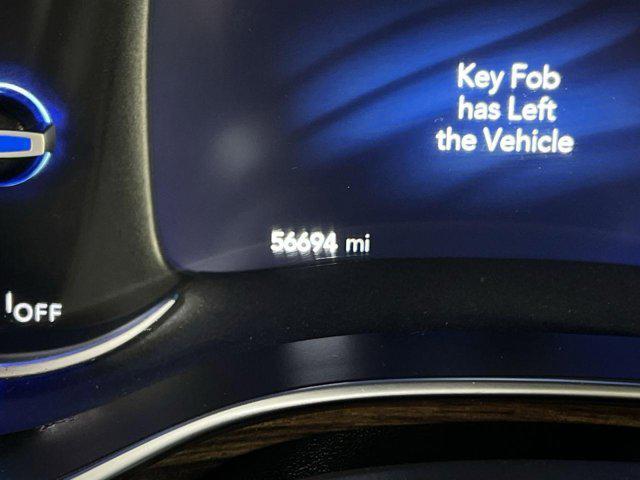 Key Fob
has Left
the Vehicle
56694 mi
OFF